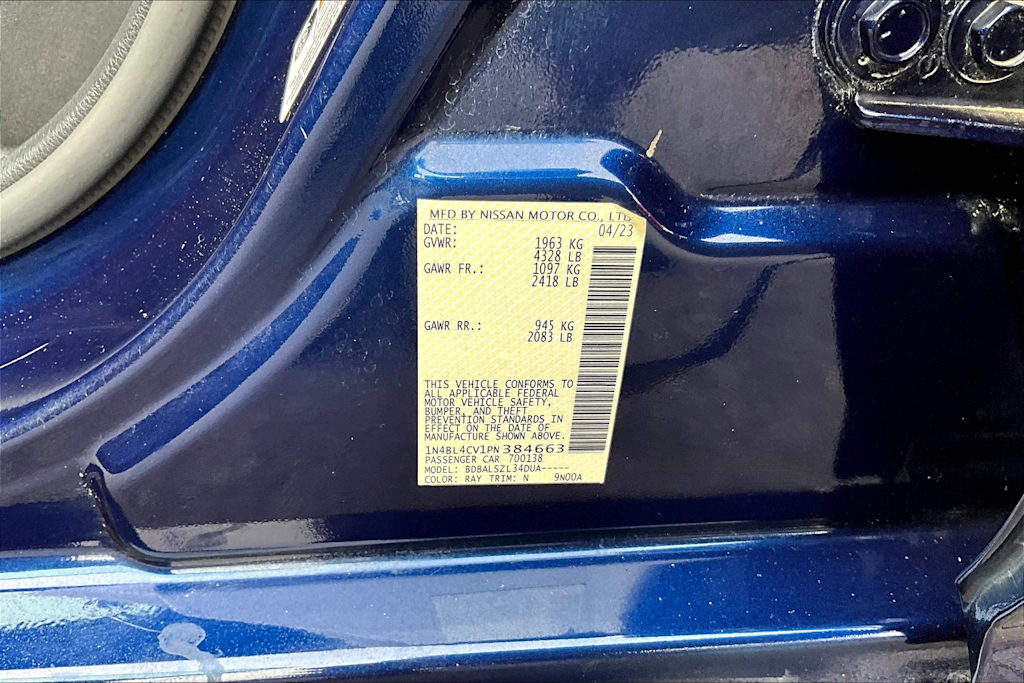 MFD BY NISSAN MOTOR CO., LTD
DATE: 04/23
GVWR: 1963 KG
4328 LB
GAWR FR.: 1097 KG
2418 LB
GAWR RR.: 945 KG
2083 LB
THIS VEHICLE CONFORMS TO
ALL APPLICABLE FEDERAL
MOTOR VEHICLE SAFETY,
BUMPER, AND THEFT
PREVENTION STANDARDS IN
EFFECT ON THE DATE OF
MANUFACTURE SHOWN ABOVE.
1N4BL4CV1PN384663
PASSENGER CAR 700138
MODEL: BDBALSZL34DUA-----
COLOR: RAY TRIM: N 9N00A